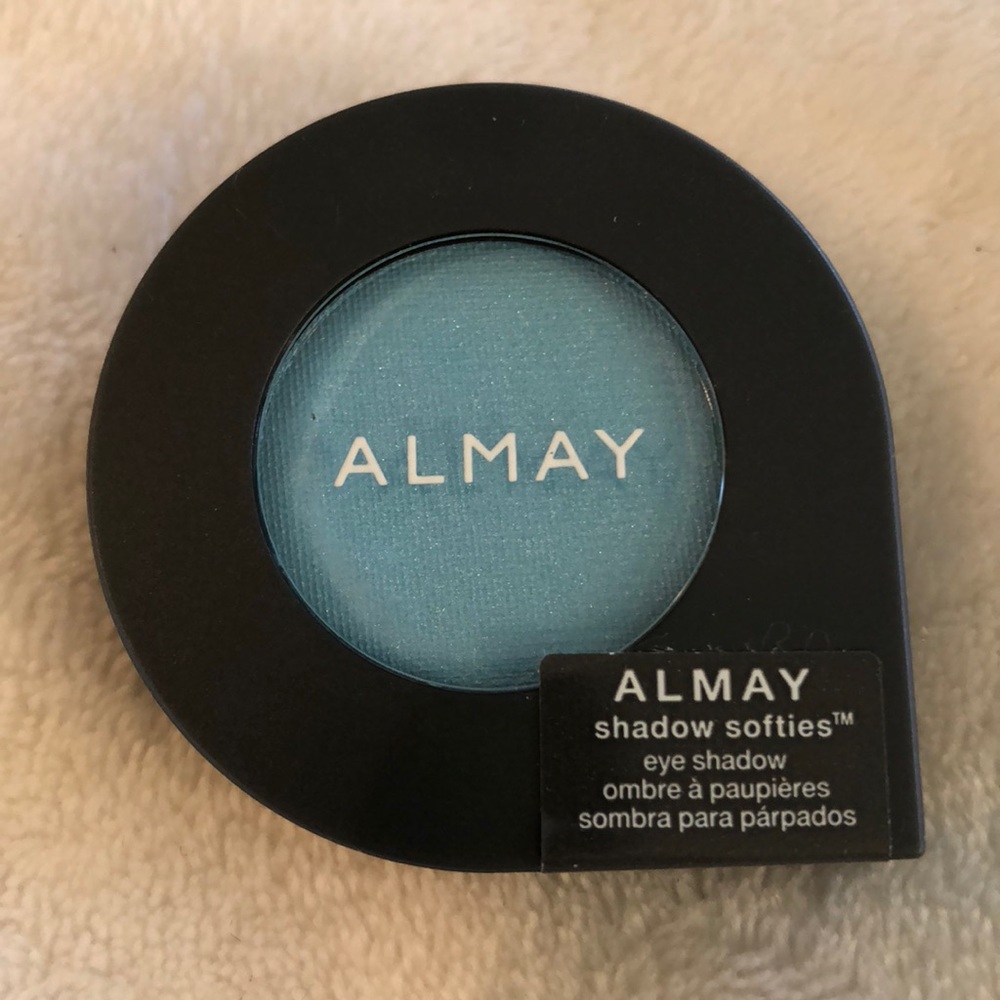 ALMAY
ALMAY
shadow softies™
eye shadow
ombre à paupières
sombra para párpados